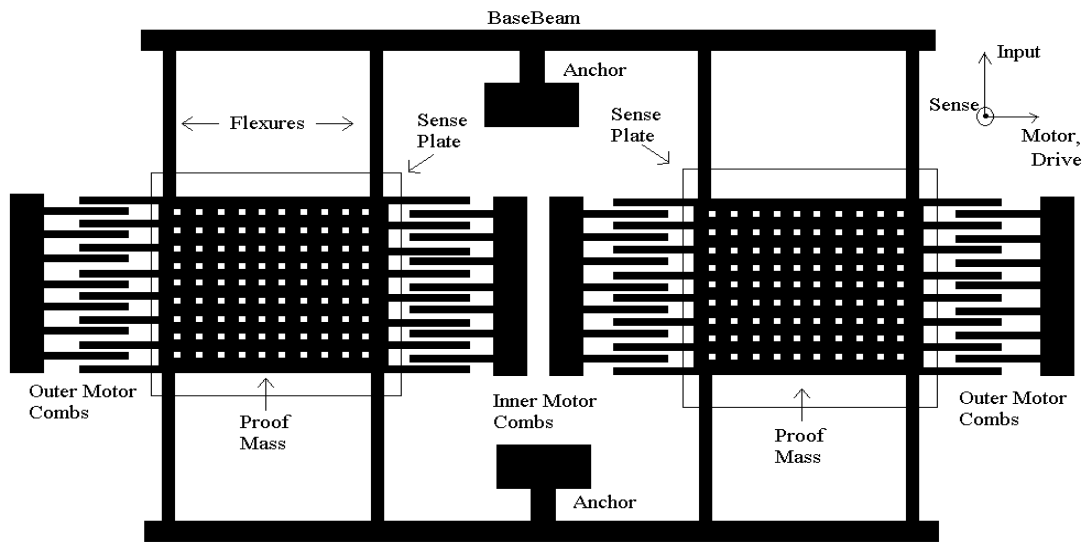 BaseBeam
Anchor
Input
Sense
Motor,
Drive
Flexures
Sense
Plate
Sense
Plate
Outer Motor
Combs
Proof
Mass
Inner Motor
Combs
Proof
Mass
Outer Motor
Combs
Anchor